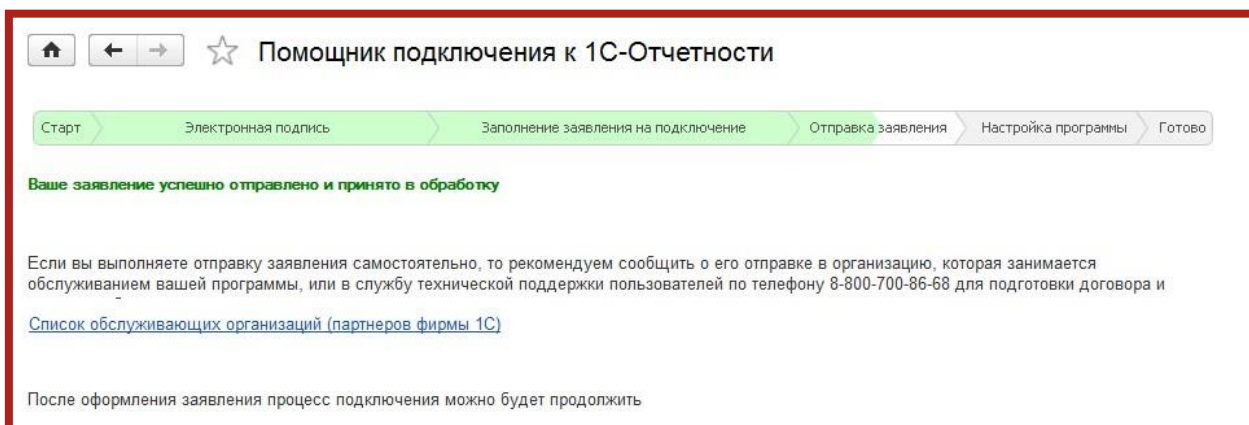 Помощник подключения к 1С-Отчетности
Старт
Электронная подпись
Заполнение заявления на подключение
Отправка заявления
Настройка программы
Готово
Ваше заявление успешно отправлено и принято в обработку
Если вы выполняете отправку заявления самостоятельно, то рекомендуем сообщить о его отправке в организацию, которая занимается
обслуживанием вашей программы, или в службу технической поддержки пользователей по телефону 8-800-700-86-68 для подготовки договора и
Список обслуживающих организаций (партнеров фирмы 1С)
После оформления заявления процесс подключения можно будет продолжить